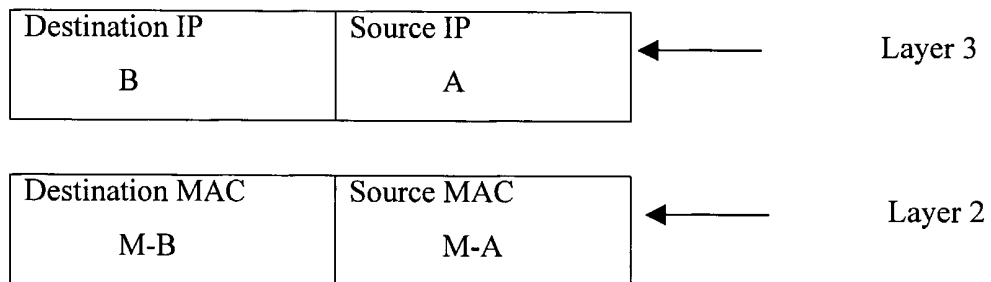 Destination IP Source IP
B A
Layer 3
Destination MAC Source MAC
M-B M-A
Layer 2